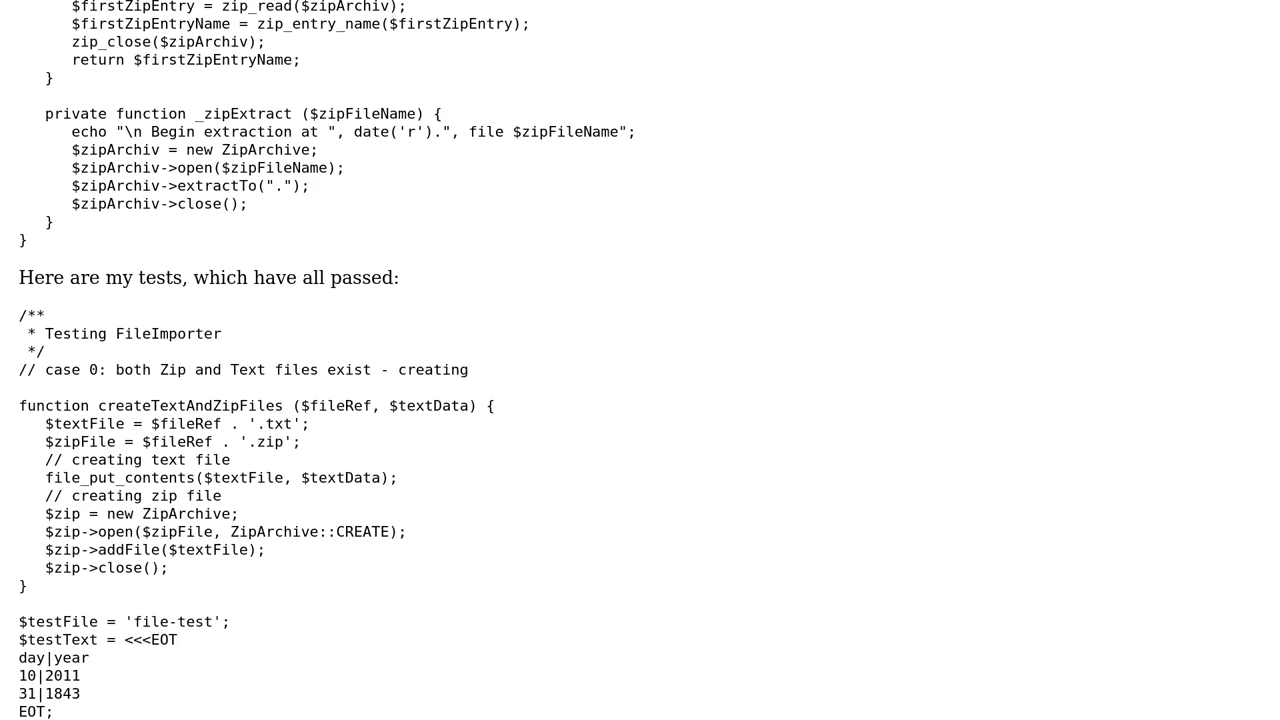 $firstZipEntry = zip_read($zipArchiv);
      $firstZipEntryName = zip_entry_name($firstZipEntry);
      zip_close($zipArchiv);
      return $firstZipEntryName;
   }

   private function _zipExtract ($zipFileName) {
      echo "\n Begin extraction at ", date('r').", file $zipFileName";
      $zipArchiv = new ZipArchive;
      $zipArchiv->open($zipFileName);
      $zipArchiv->extractTo(".");
      $zipArchiv->close();
   }
}
Here are my tests, which have all passed:
/**
 * Testing FileImporter
 */
// case 0: both Zip and Text files exist - creating

function createTextAndZipFiles ($fileRef, $textData) {
   $textFile = $fileRef . '.txt';
   $zipFile = $fileRef . '.zip';
   // creating text file
   file_put_contents($textFile, $textData);
   // creating zip file
   $zip = new ZipArchive;
   $zip->open($zipFile, ZipArchive::CREATE);
   $zip->addFile($textFile);
   $zip->close();
}

$testFile = 'file-test';
$testText = <<<EOT
day|year
10|2011
31|1843
EOT;